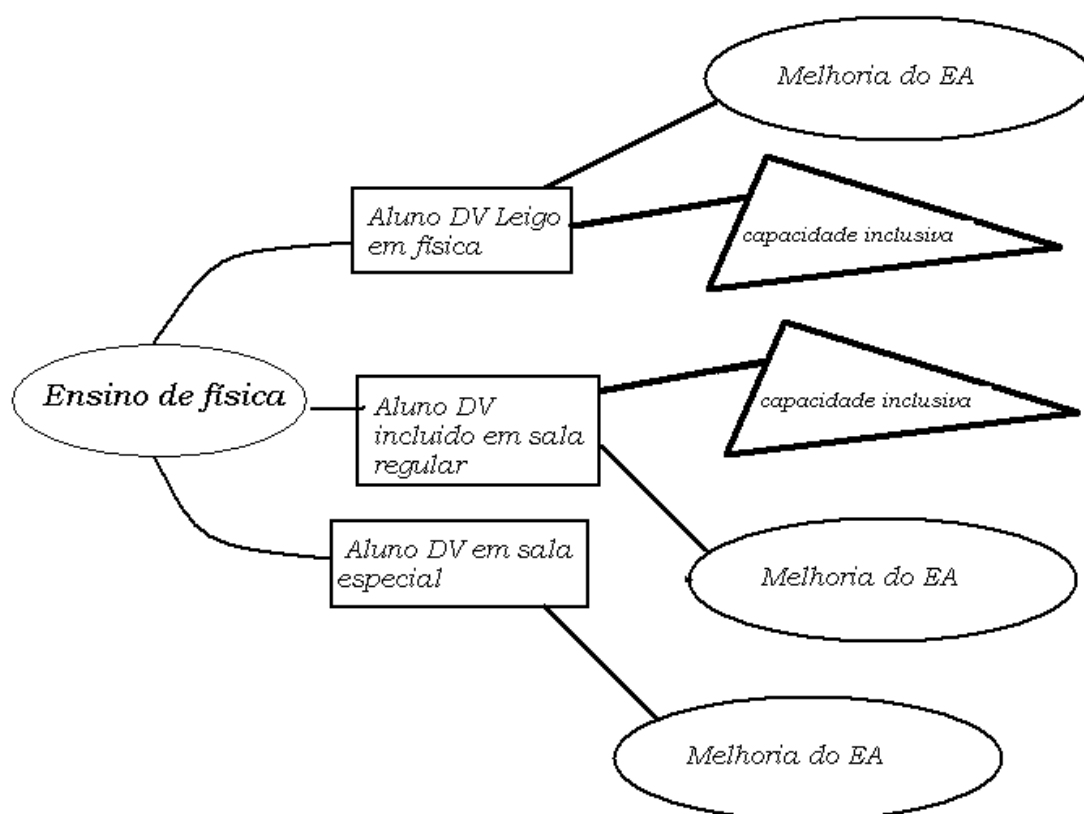 Melhoria do EA
Aluno DV Leigo
em física
capacidade inclusiva
Ensino de física
Aluno DV
incluido em sala
regular
capacidade inclusiva
Aluno DV em sala
especial
Melhoria do EA
Melhoria do EA